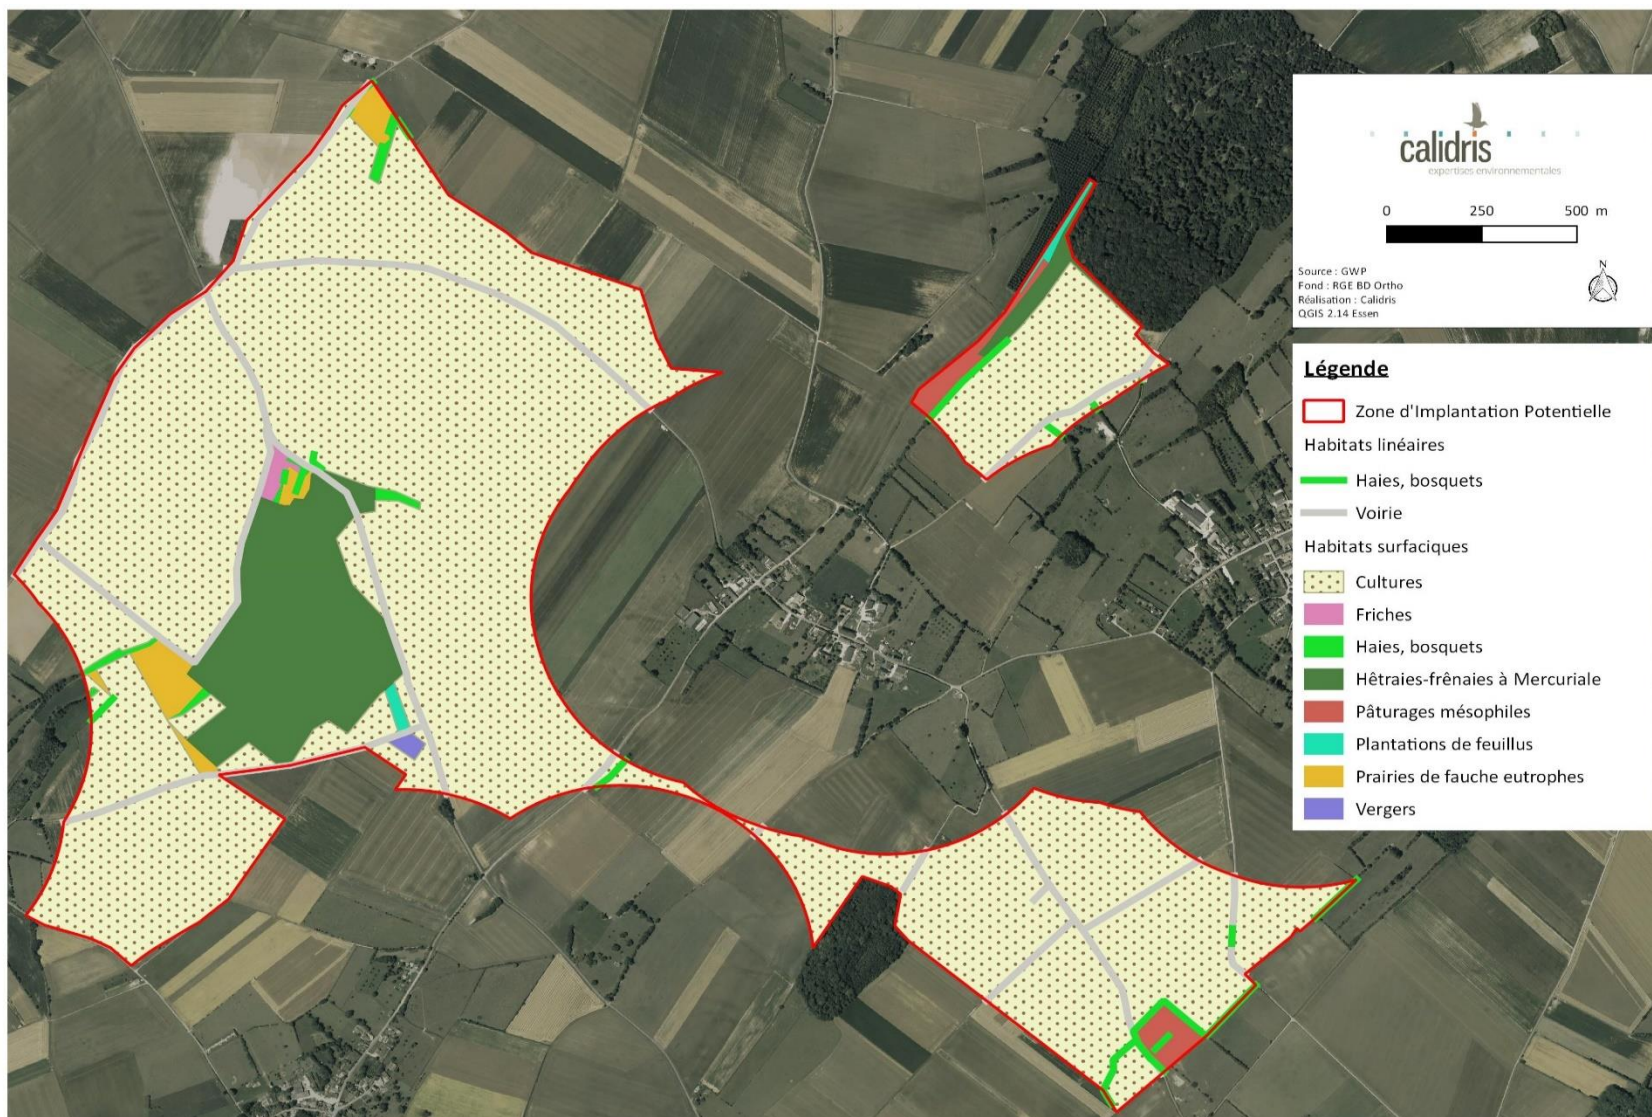 calidris
expertises environnementales
0 250 500 m
N
Source : GWP
Fond : RGE BD Ortho
Réalisation : Calidris
QGIS 2.14 Essen
Légende
Zone d'Implantation Potentielle
Habitats linéaires
Haies, bosquets
Voirie
Habitats surfaciques
Cultures
Friches
Haies, bosquets
Hêtraies-frênaies à Mercuriale
Pâturages mésophiles
Plantations de feuillus
Prairies de fauche eutrophes
Vergers